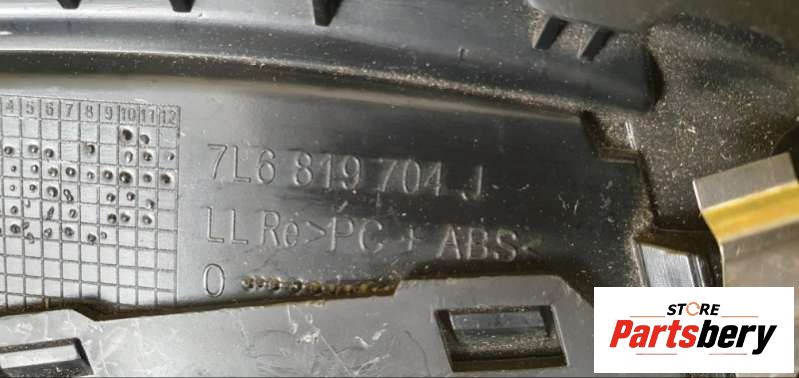 4 5 6 7 8 9 10 11 12
7L6 819 704 J
LL Re >PC + ABS<
0
STORE
Partsbery